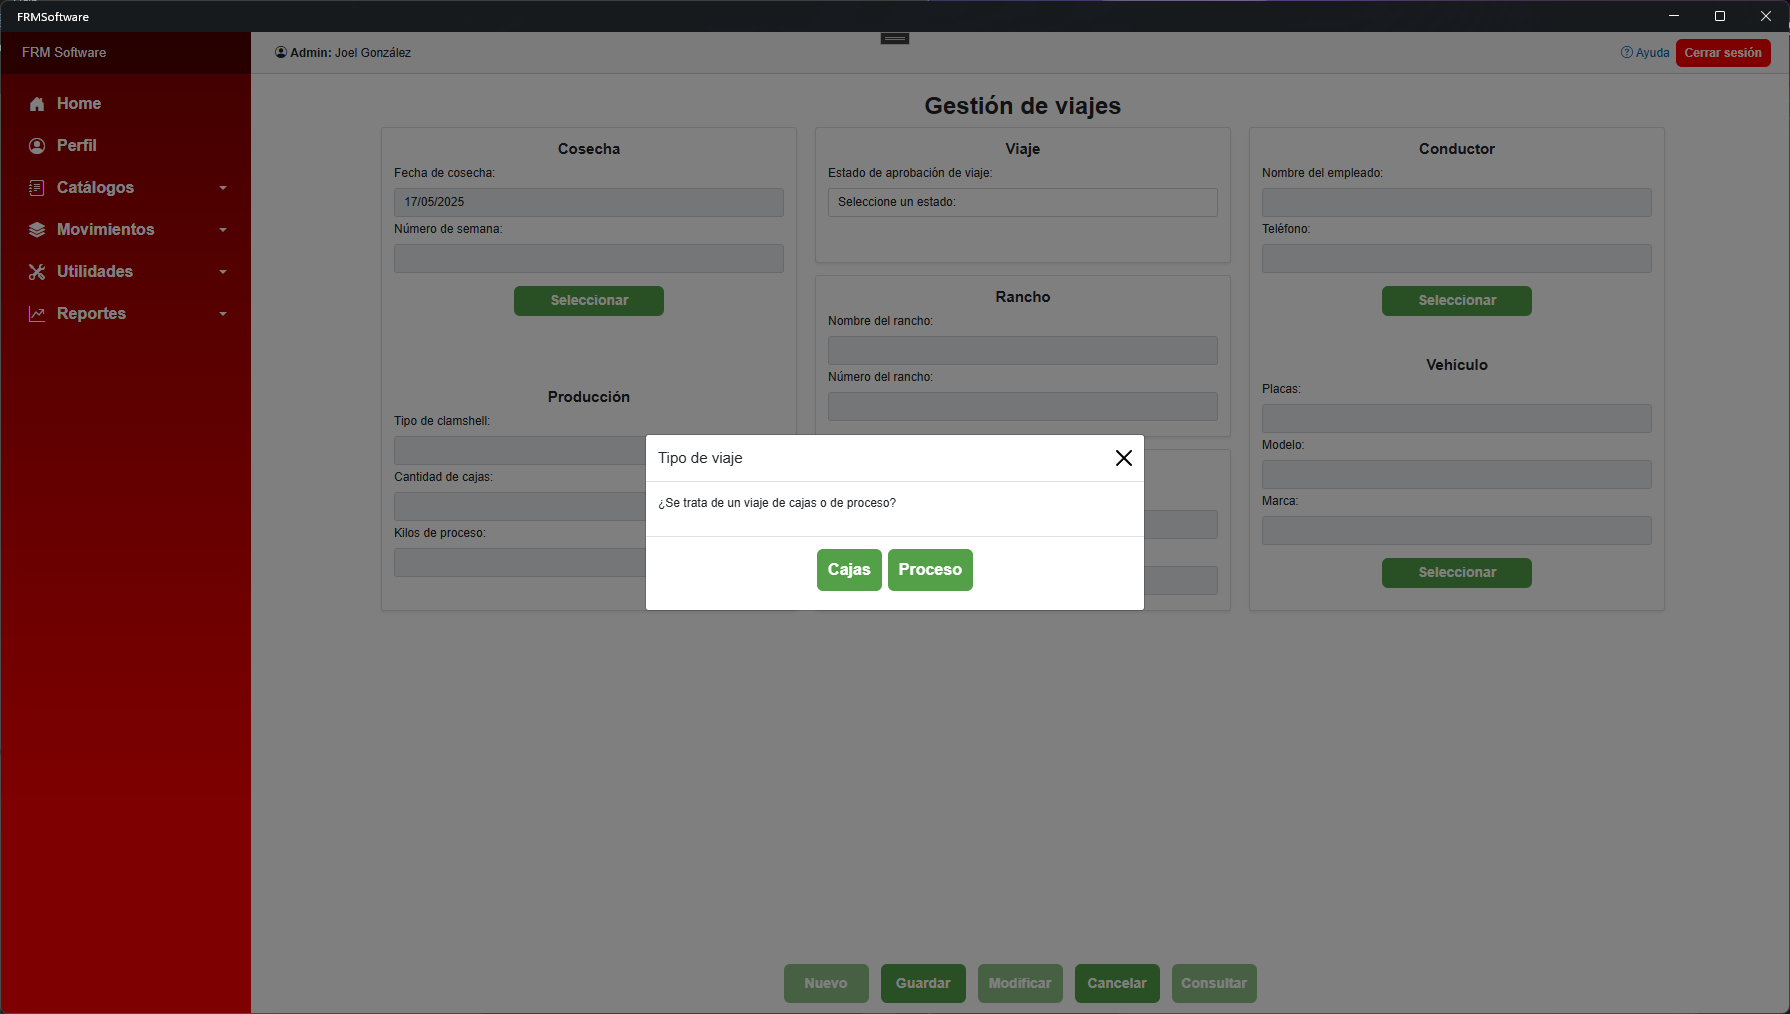 FRMSoftware
FRM Software
Admin: Joel González
Ayuda
Cerrar sesión
Home
Perfil
Catálogos
Movimientos
Utilidades
Reportes
Gestión de viajes
Cosecha
Fecha de cosecha:
17/05/2025
Número de semana:
Seleccionar
Producción
Tipo de clamshell:
Cantidad de cajas:
Kilos de proceso:
Viaje
Estado de aprobación de viaje:
Seleccione un estado:
Rancho
Nombre del rancho:
Número del rancho:
Conductor
Nombre del empleado:
Teléfono:
Seleccionar
Vehículo
Placas:
Modelo:
Marca:
Seleccionar
Tipo de viaje
¿Se trata de un viaje de cajas o de proceso?
Cajas
Proceso
Nuevo
Guardar
Modificar
Cancelar
Consultar